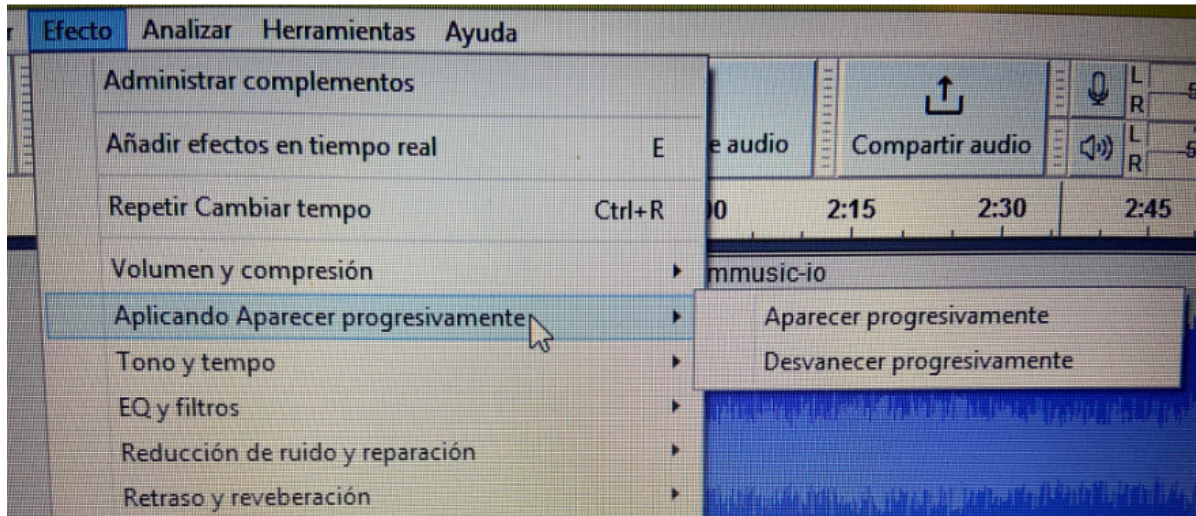 Efecto Analizar Herramientas Ayuda
Administrar complementos
Añadir efectos en tiempo real E
Repetir Cambiar tempo Ctrl+R
Volumen y compresión
Aplicando Aparecer progresivamente
Tono y tempo
EQ y filtros
Reducción de ruido y reparación
Retraso y reveberación
Aparecer progresivamente
Desvanecer progresivamente
e audio
Compartir audio
L
R
L
R
2:15 2:30 2:45
mmusic-io